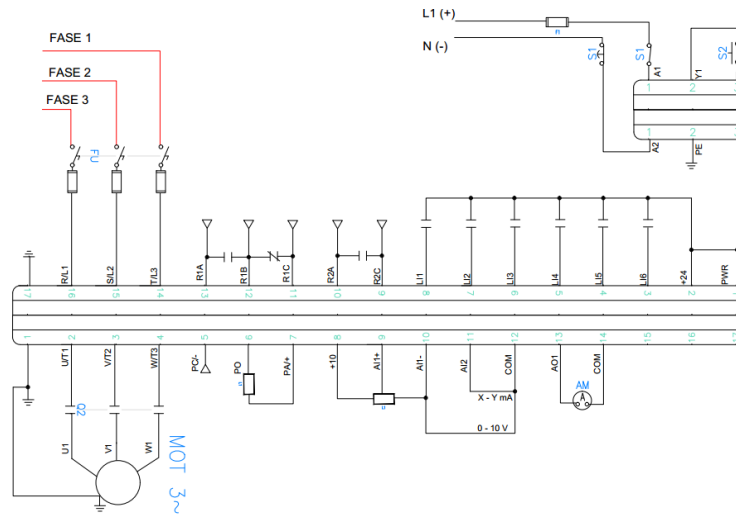 L1 (+)
N (-)
FASE 1
FASE 2
FASE 3
FU
S1
S1
S2
A1
Y1
1
2
1
2
A2
PE
R/L1
S/L2
T/L3
R1A
R1B
R1C
R2A
R2C
LI1
LI2
LI3
LI4
LI5
LI6
+24
PWR
17
16
15
14
13
12
11
10
9
8
7
6
5
4
3
2
1
1
2
3
4
5
6
7
8
9
10
11
12
13
14
15
16
17
U/T1
V/T2
W/T3
PC/-
PO
PA/+
+10
AI1+
AI1-
AI2
COM
AO1
COM
Q2
X - Y mA
0 - 10 V
AM
A
U1
V1
W1
MOT 3~